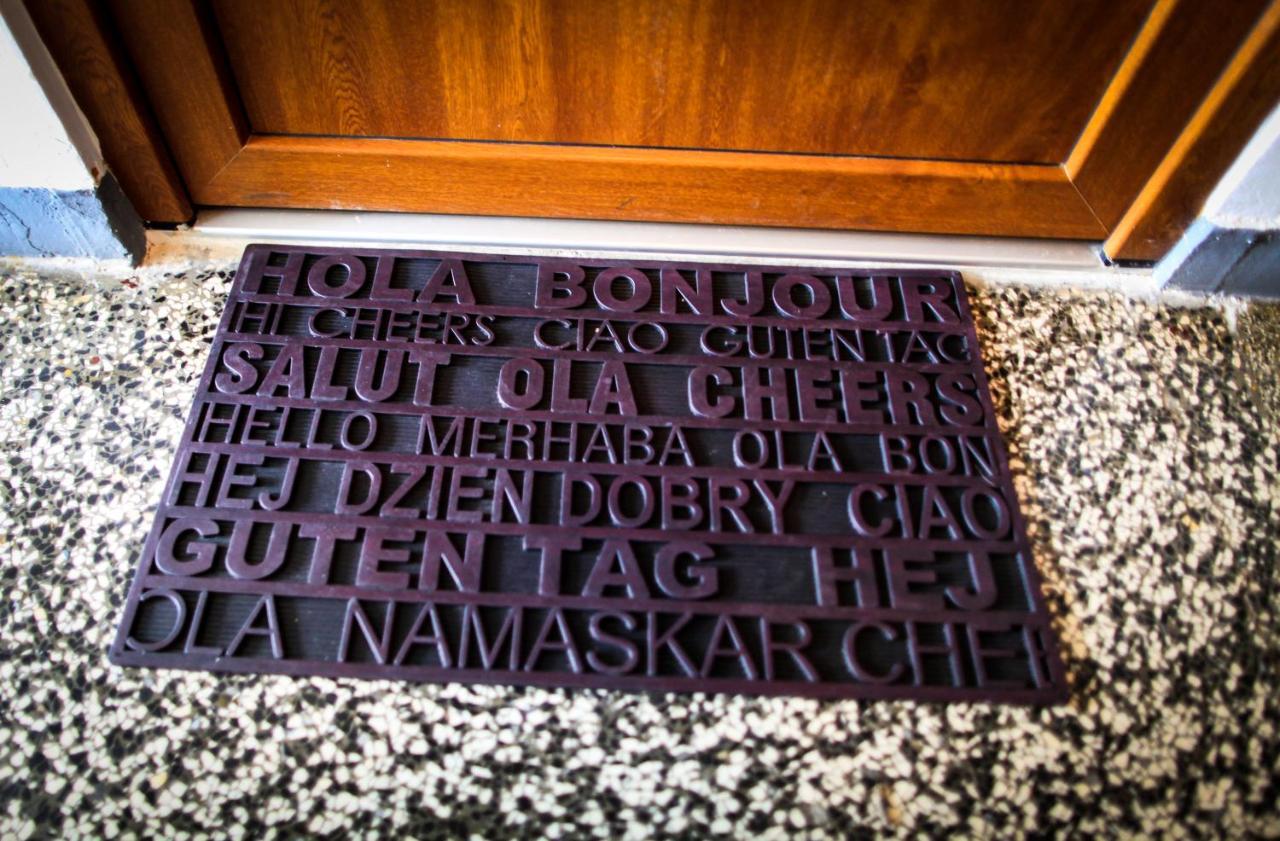 HOLA BONJOUR
HI CHEERS CIAO GUTEN TAG
SALUT OLA CHEERS
HELLO MERHABA OLA BON
HEJ DZIEN DOBRY CIAO
GUTEN TAG HEJ
OLA NAMASKAR CHEE